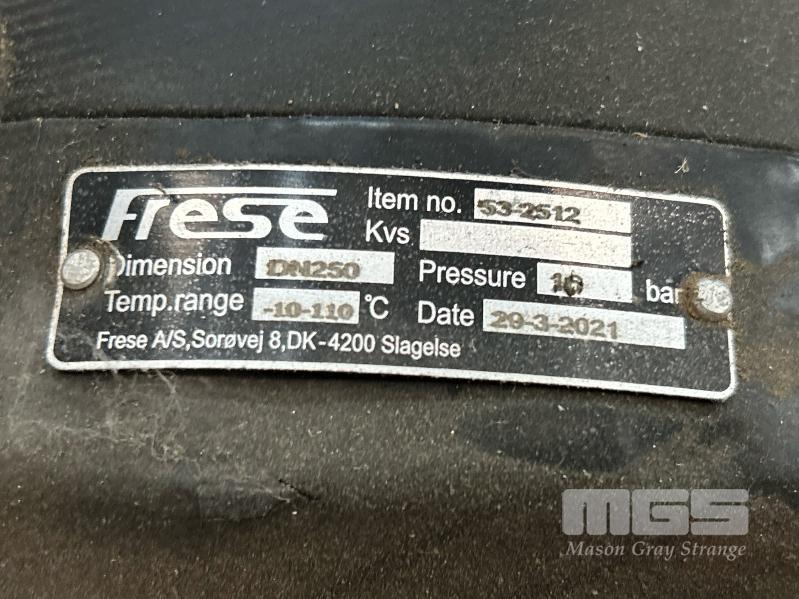 Frese
Item no. 53-2512
Kvs
Dimension DN250
Pressure 16 bar
Temp.range -10-110 °C
Date 29-3-2021
Frese A/S,Sorøvej 8,DK-4200 Slagelse
MGS
Mason Gray Strange